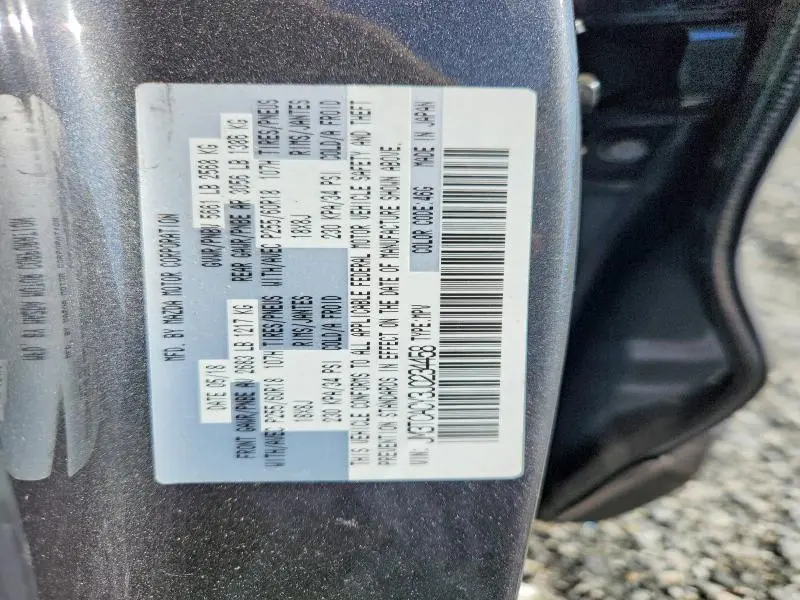 MFD. BY MAZDA MOTOR CORPORATION
DATE 05/18 GVWR/PNBV 5661 LB 2568 KG
FRONT GAWR/PNBE AV 2683 LB 1217 KG REAR GAWR/PNBE AR 3056 LB 1386 KG
WITH/AVEC P255/60R18 107H TIRES/PNEUS WITH/AVEC P255/60R18 107H TIRES/PNEUS
18X8J RIMS/JANTES 18X8J RIMS/JANTES
230 KPA/34 PSI COLD/A FROID 230 KPA/34 PSI COLD/A FROID
THIS VEHICLE CONFORMS TO ALL APPLICABLE FEDERAL MOTOR VEHICLE SAFETY AND THEFT
PREVENTION STANDARDS IN EFFECT ON THE DATE OF MANUFACTURE SHOWN ABOVE.
VIN: JM3TCACY3J0234458 TYPE:MPV COLOR CODE:46G MADE IN JAPAN